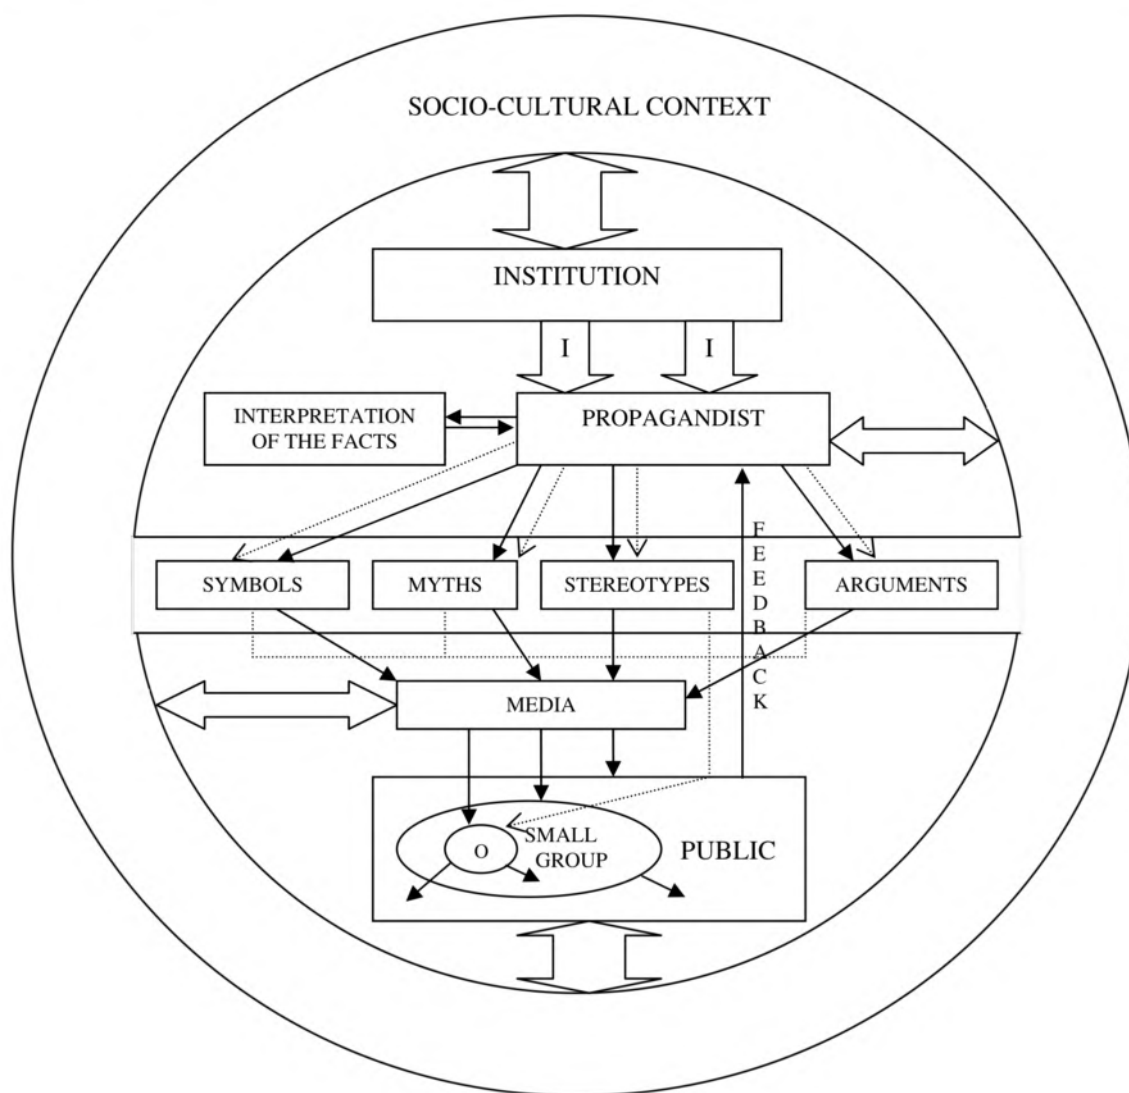 SOCIO-CULTURAL CONTEXT
INSTITUTION
I
I
INTERPRETATION
OF THE FACTS
PROPAGANDIST
F
E
E
D
B
A
C
K
SYMBOLS
MYTHS
STEREOTYPES
ARGUMENTS
MEDIA
O
SMALL
GROUP
PUBLIC